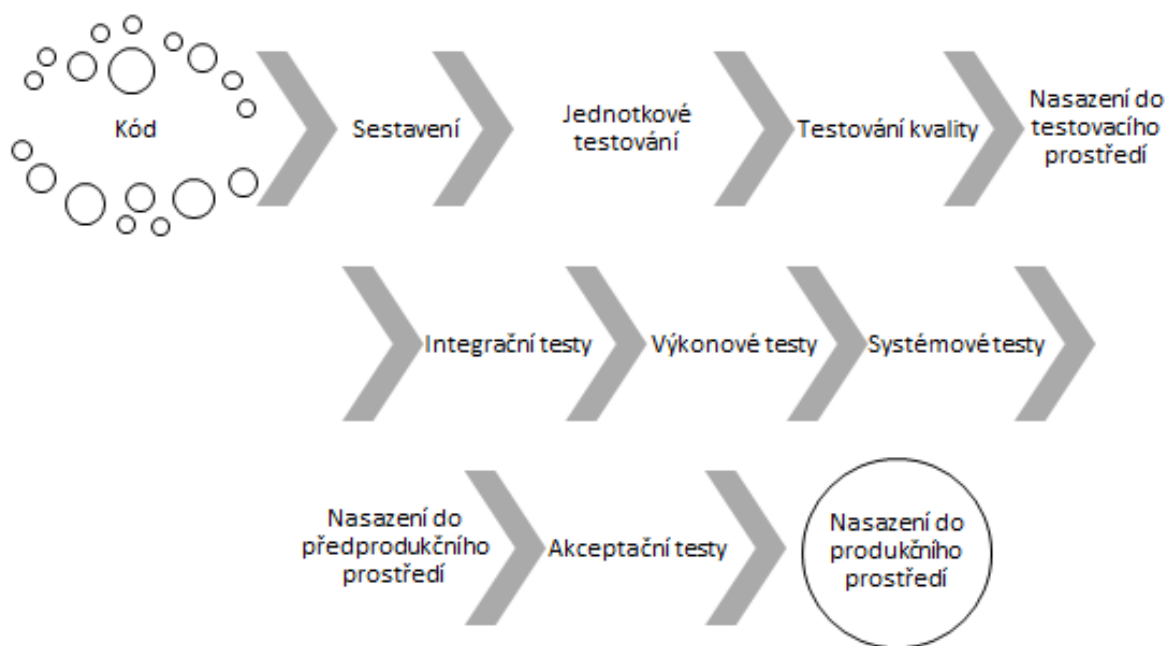 Kód
Sestavení
Jednotkové
testování
Testování kvality
Nasazení do
testovacího
prostředí
Integrační testy
Výkonové testy
Systémové testy
Nasazení do
předprodukčního
prostředí
Akceptační testy
Nasazení do
produkčního
prostředí